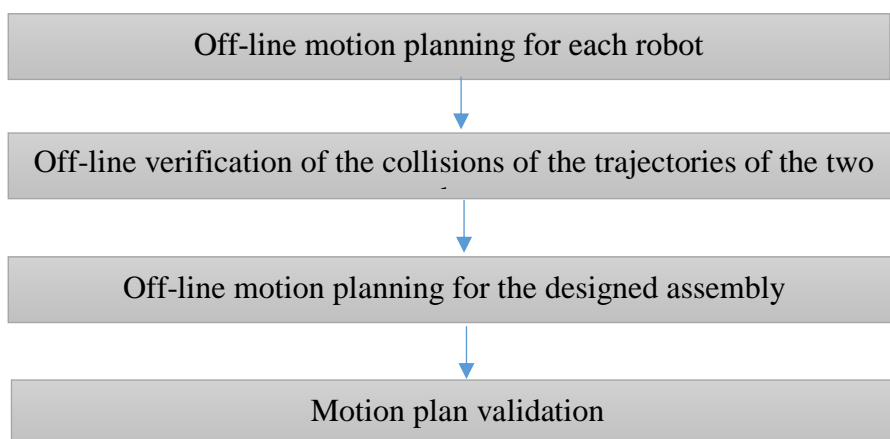 Off-line motion planning for each robot
Off-line verification of the collisions of the trajectories of the two
Off-line motion planning for the designed assembly
Motion plan validation